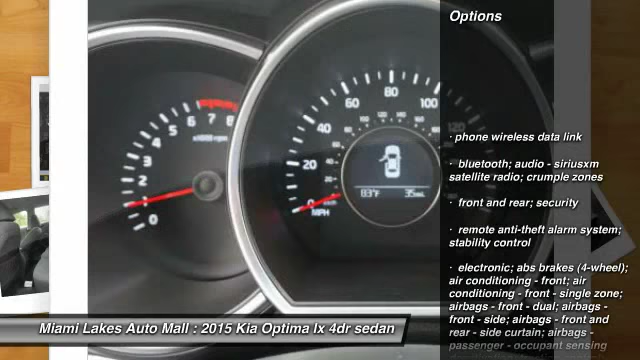 Options
· phone wireless data link
· bluetooth; audio - siriusxm
satellite radio; crumple zones
· front and rear; security
· remote anti-theft alarm system;
stability control
· electronic; abs brakes (4-wheel);
air conditioning - front; air
conditioning - front - single zone;
airbags - front - dual; airbags -
front - side; airbags - front and
rear - side curtain; airbags -
passenger - occupant sensing
8
7
6
5
4
3
2
1
0
x1000rpm
0
20
40
60
80
100
120
MPH
83°F
Miami Lakes Auto Mall : 2015 Kia Optima lx 4dr sedan